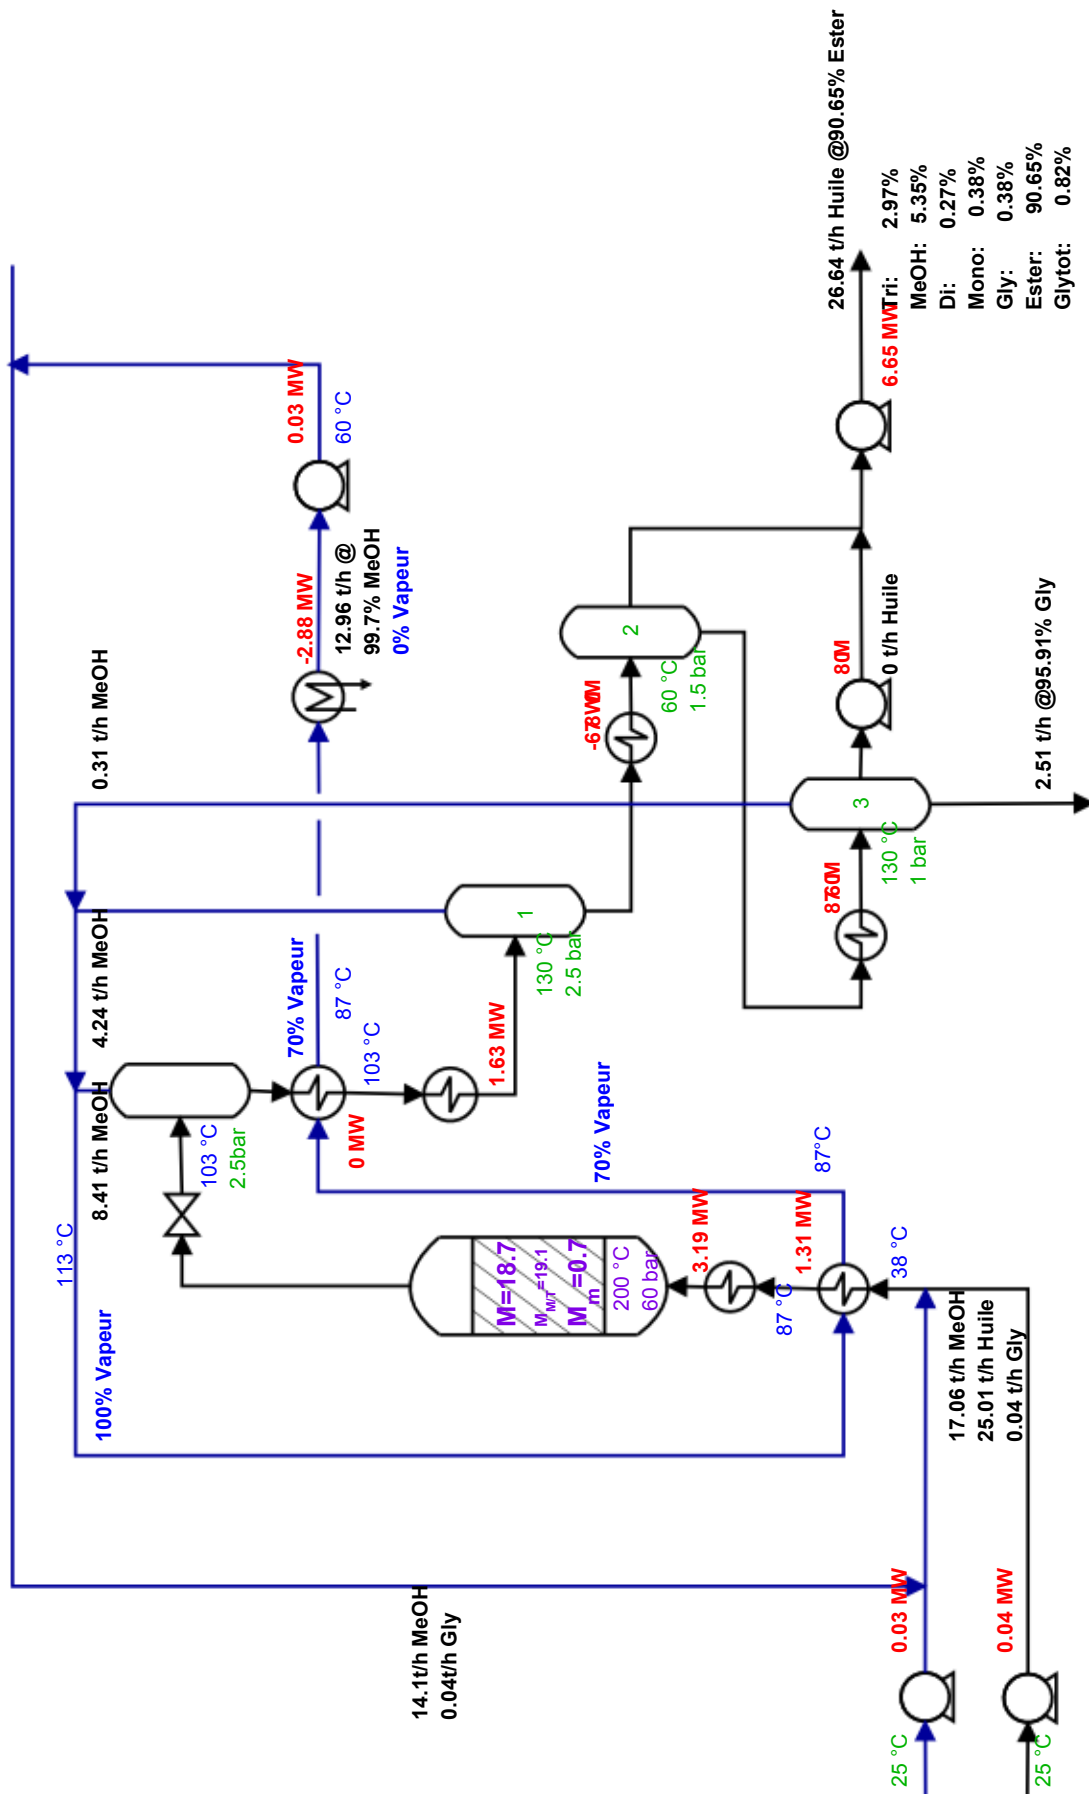 0.31 t/h MeOH
4.24 t/h MeOH
8.41 t/h MeOH
113 °C
100% Vapeur
14.1t/h MeOH
0.04t/h Gly
0.03 MW
60 °C
-2.88 MW
12.96 t/h @
99.7% MeOH
0% Vapeur
70% Vapeur
87 °C
103 °C
0 MW
1.63 MW
103 °C
2.5bar
1
130 °C
2.5 bar
2
60 °C
1.5 bar
3
130 °C
1 bar
0 t/h Huile
2.51 t/h @95.91% Gly
26.64 t/h Huile @90.65% Ester
6.65 MW
Tri: 2.97%
MeOH: 5.35%
Di: 0.27%
Mono: 0.38%
Gly: 0.38%
Ester: 90.65%
Glytot: 0.82%
M=18.7
M M/T =19.1
M m =0.7
200 °C
60 bar
3.19 MW
87 °C
1.31 MW
70% Vapeur
87°C
38 °C
17.06 t/h MeOH
25.01 t/h Huile
0.04 t/h Gly
0.03 MW
25 °C
0.04 MW
25 °C